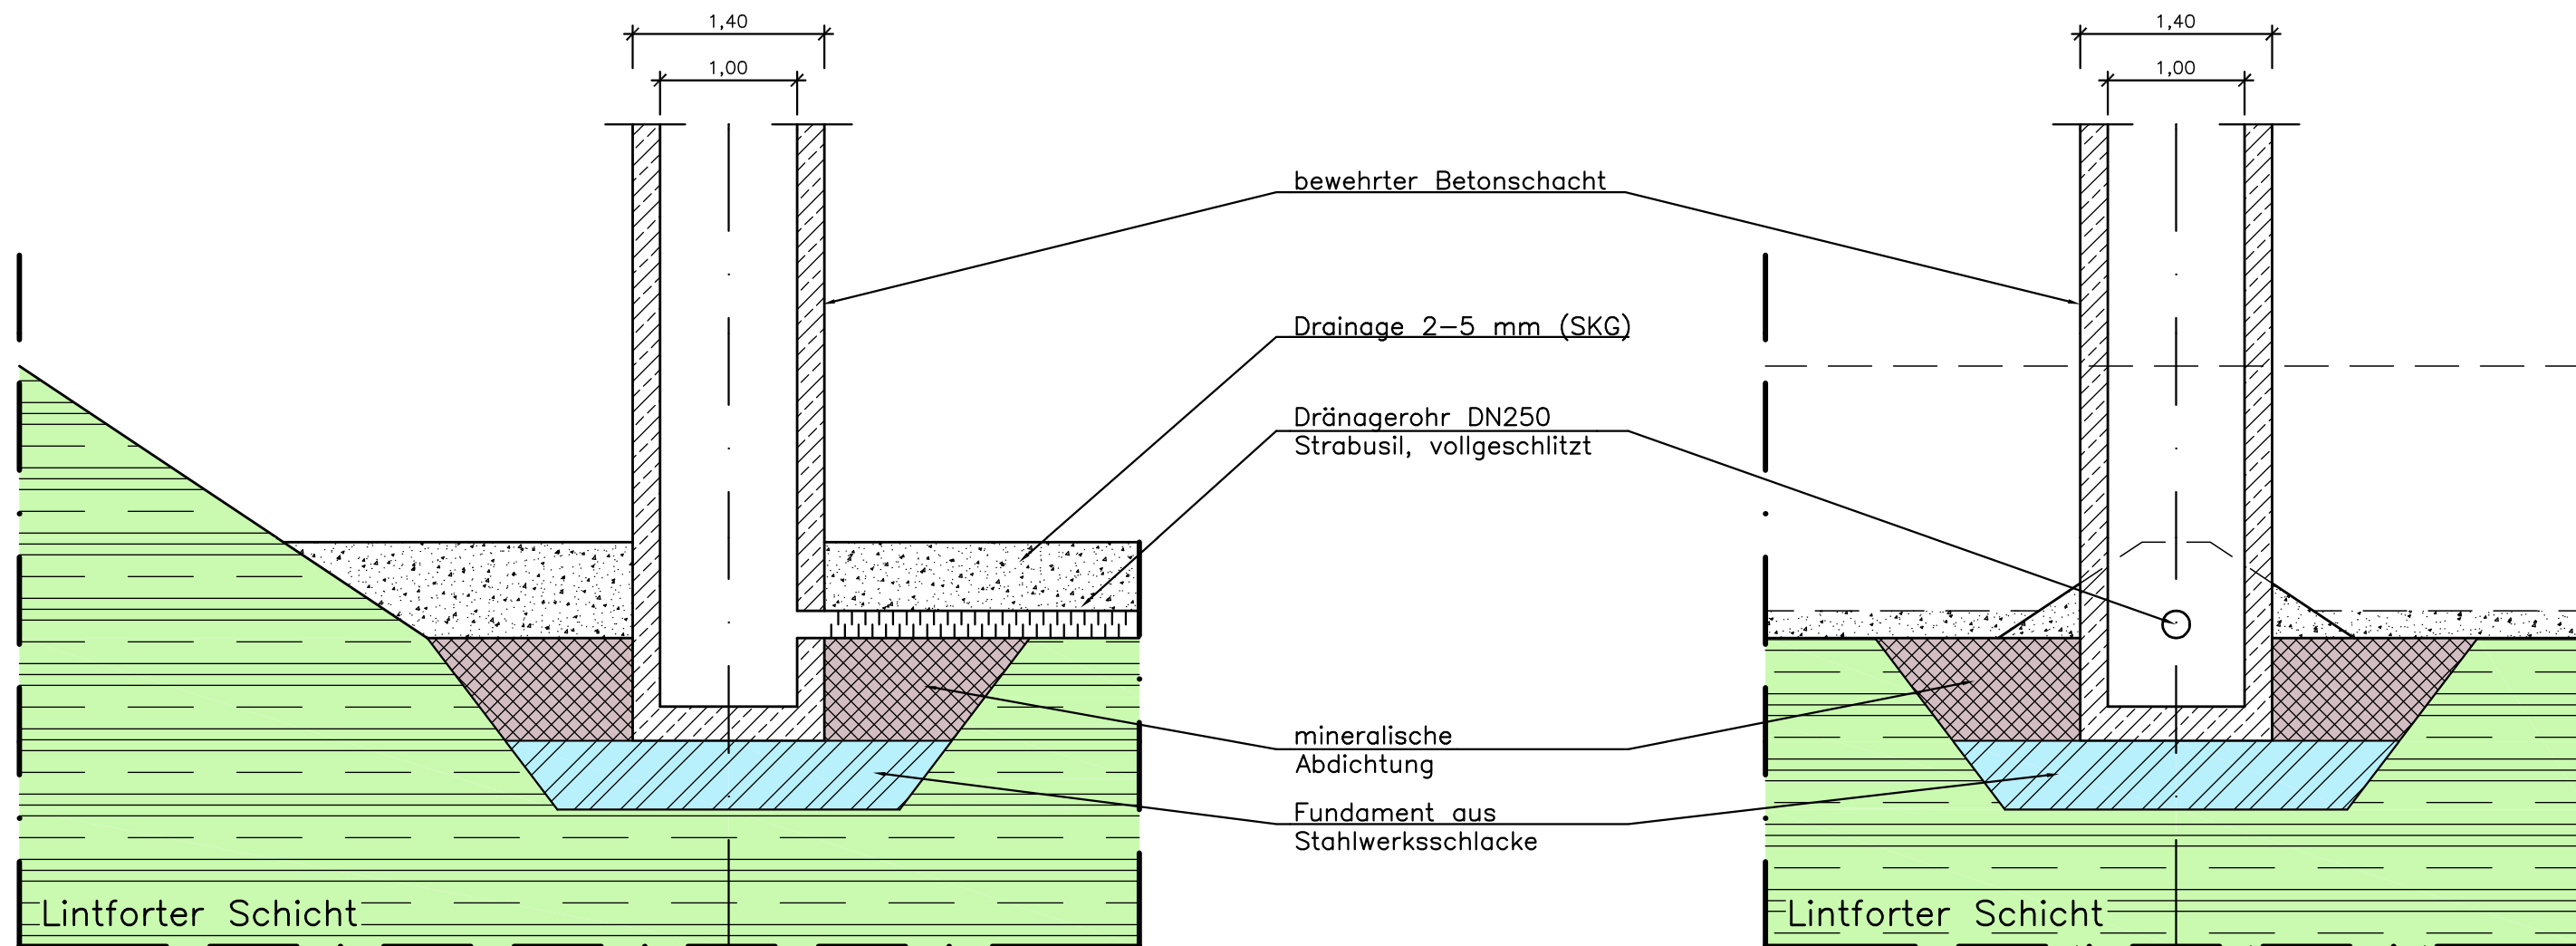 1,40
1,00
1,40
1,00
bewehrter Betonschacht
Drainage 2-5 mm (SKG)
Dränagerohr DN250
Strabusil, vollgeschlitzt
mineralische
Abdichtung
Fundament aus
Stahlwerksschlacke
Lintforter Schicht
Lintforter Schicht